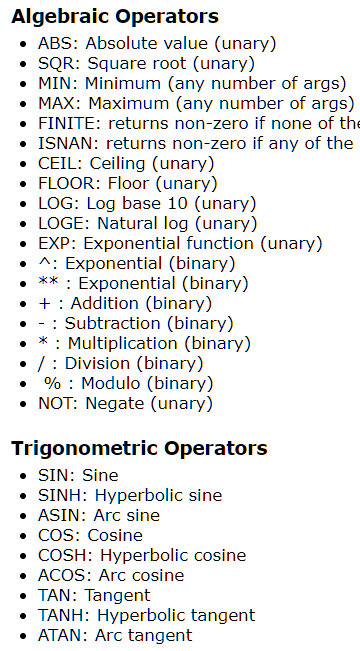 Algebraic Operators
ABS: Absolute value (unary)
SQR: Square root (unary)
MIN: Minimum (any number of args)
MAX: Maximum (any number of args)
FINITE: returns non-zero if none of the
ISNAN: returns non-zero if any of the
CEIL: Ceiling (unary)
FLOOR: Floor (unary)
LOG: Log base 10 (unary)
LOGE: Natural log (unary)
EXP: Exponential function (unary)
^: Exponential (binary)
** : Exponential (binary)
+ : Addition (binary)
- : Subtraction (binary)
* : Multiplication (binary)
/ : Division (binary)
% : Modulo (binary)
NOT: Negate (unary)
Trigonometric Operators
SIN: Sine
SINH: Hyperbolic sine
ASIN: Arc sine
COS: Cosine
COSH: Hyperbolic cosine
ACOS: Arc cosine
TAN: Tangent
TANH: Hyperbolic tangent
ATAN: Arc tangent